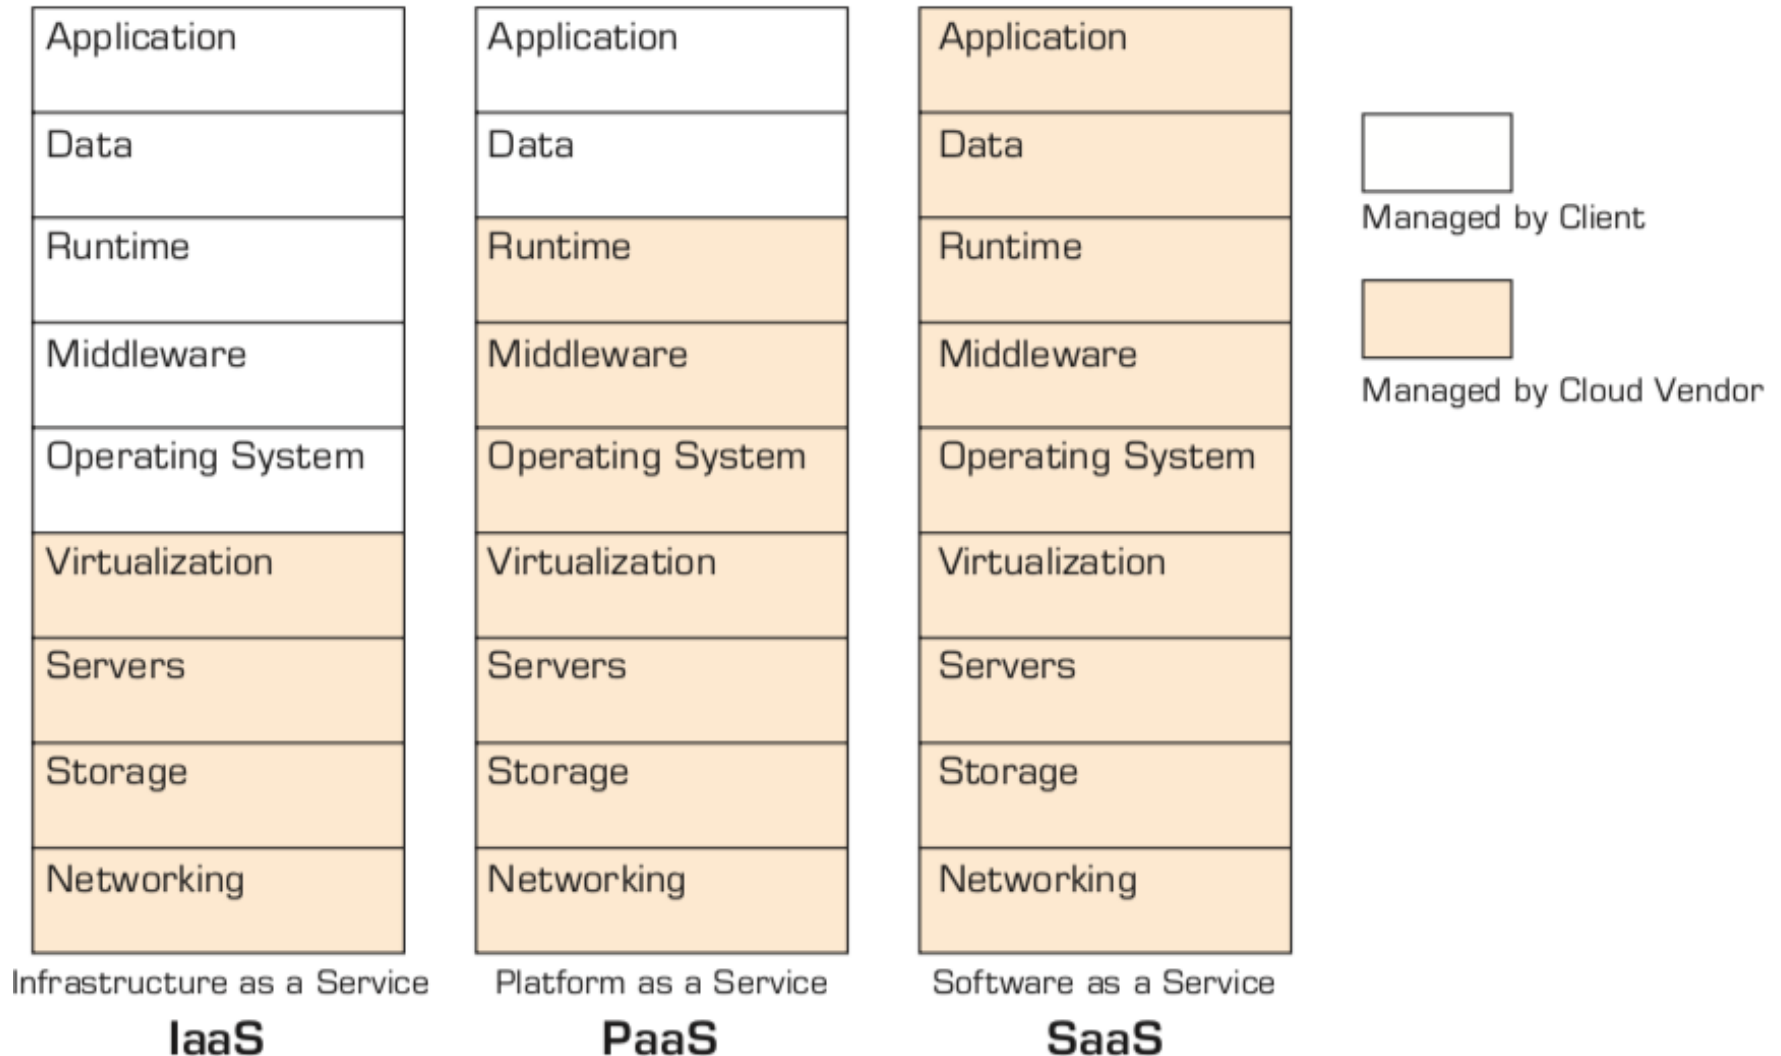 Application
Data
Runtime
Middleware
Operating System
Virtualization
Servers
Storage
Networking
Infrastructure as a Service
IaaS
Application
Data
Runtime
Middleware
Operating System
Virtualization
Servers
Storage
Networking
Platform as a Service
PaaS
Application
Data
Runtime
Middleware
Operating System
Virtualization
Servers
Storage
Networking
Software as a Service
SaaS
Managed by Client
Managed by Cloud Vendor